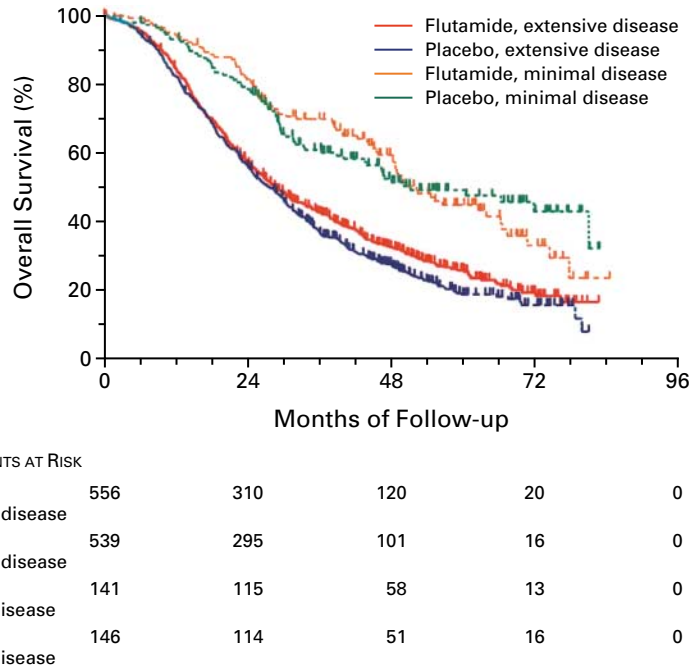 100
80
60
40
20
0
Overall Survival (%)
Flutamide, extensive disease
Placebo, extensive disease
Flutamide, minimal disease
Placebo, minimal disease
0 24 48 72 96
Months of Follow-up
NTS AT RISK
556 310 120 20 0
disease
539 295 101 16 0
disease
141 115 58 13 0
isease
146 114 51 16 0
isease